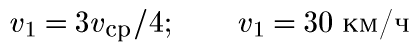 v₁ = 3v_ср/4;  v₁ = 30 км/ч